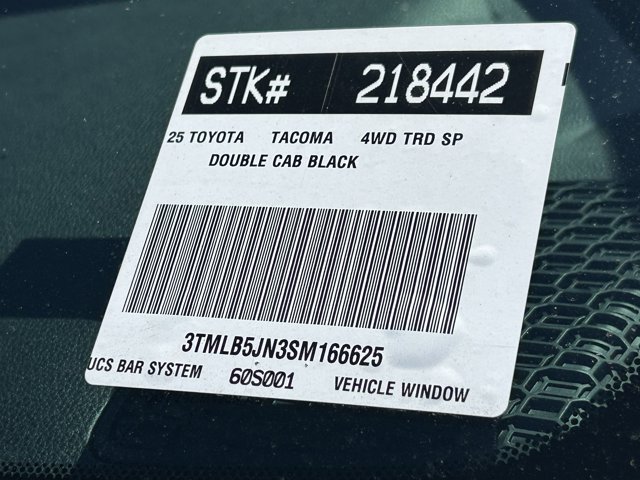 STK# 218442
25 TOYOTA TACOMA 4WD TRD SP
DOUBLE CAB BLACK
3TMLB5JN3SM166625
UCS BAR SYSTEM 60S001 VEHICLE WINDOW